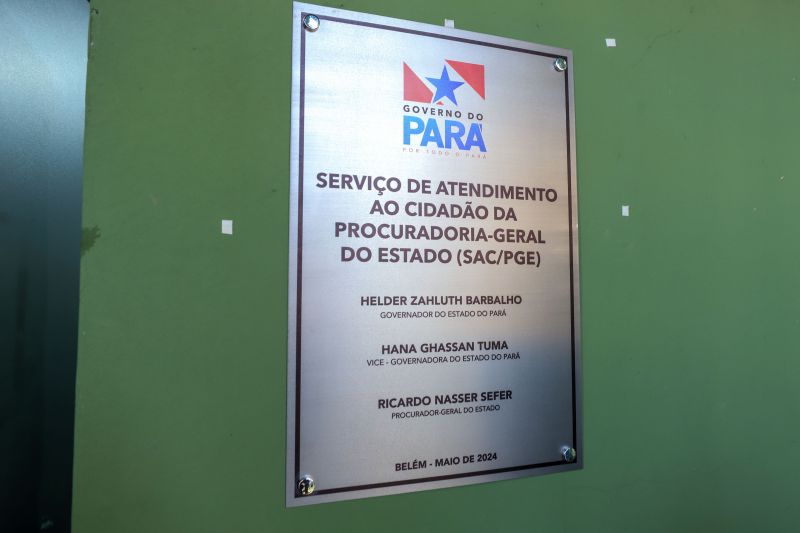 GOVERNO DO
PARÁ
POR TODO O PARÁ
SERVIÇO DE ATENDIMENTO
AO CIDADÃO DA
PROCURADORIA-GERAL
DO ESTADO (SAC/PGE)
HELDER ZAHLUTH BARBALHO
GOVERNADOR DO ESTADO DO PARÁ
HANA GHASSAN TUMA
VICE - GOVERNADORA DO ESTADO DO PARÁ
RICARDO NASSER SEFER
PROCURADOR-GERAL DO ESTADO
BELÉM - MAIO DE 2024